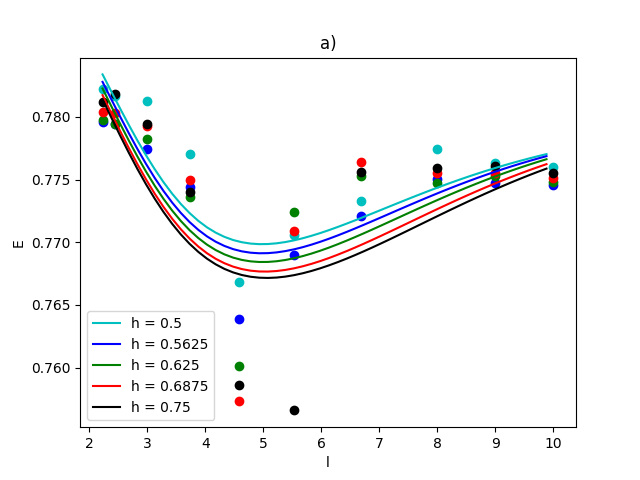 a)
0.780
0.775
0.770
0.765
0.760
E
h = 0.5
h = 0.5625
h = 0.625
h = 0.6875
h = 0.75
2 3 4 5 6 7 8 9 10
l